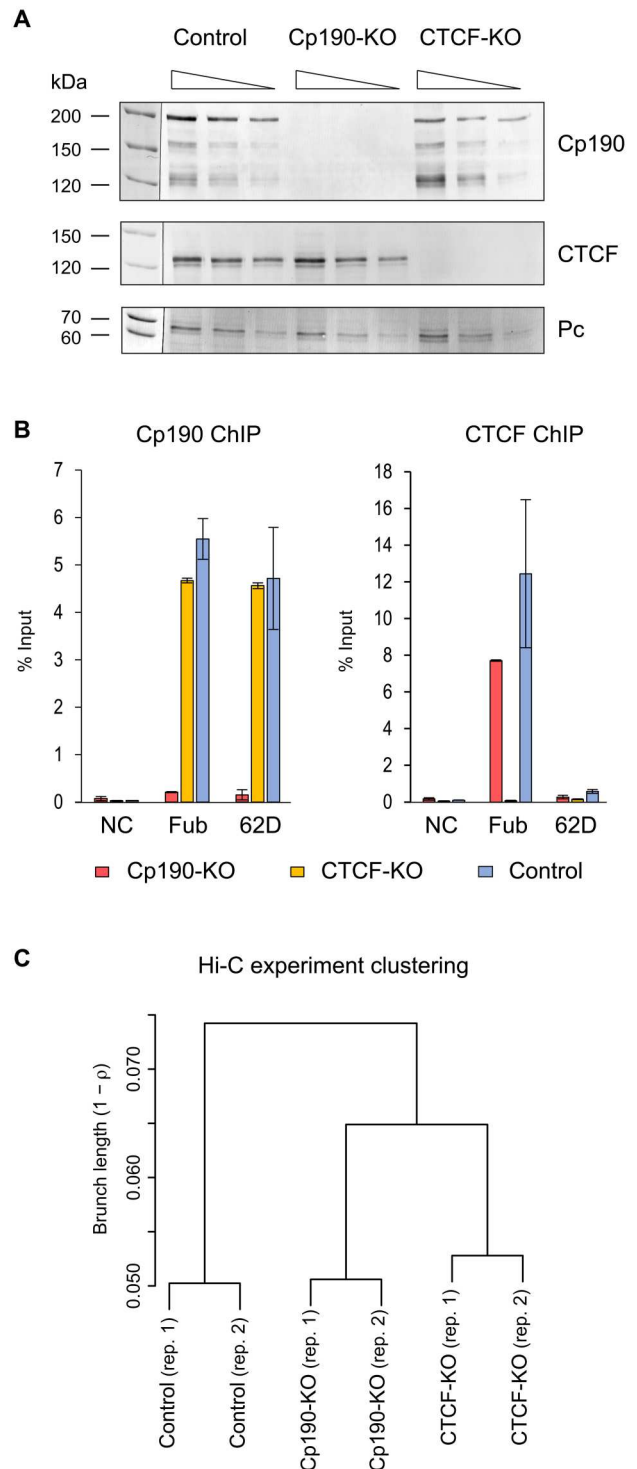 A
Control Cp190-KO CTCF-KO
kDa
200
150
120
Cp190
150
120
CTCF
70
60
Pc
B
Cp190 ChIP
7
6
5
4
3
2
1
0
% Input
NC Fub 62D
CTCF ChIP
18
16
14
12
10
8
6
4
2
0
% Input
NC Fub 62D
Cp190-KO CTCF-KO Control
C
Hi-C experiment clustering
Brunch length (1 − ρ)
0.070
0.060
0.050
Control (rep. 1)
Control (rep. 2)
Cp190-KO (rep. 1)
Cp190-KO (rep. 2)
CTCF-KO (rep. 1)
CTCF-KO (rep. 2)